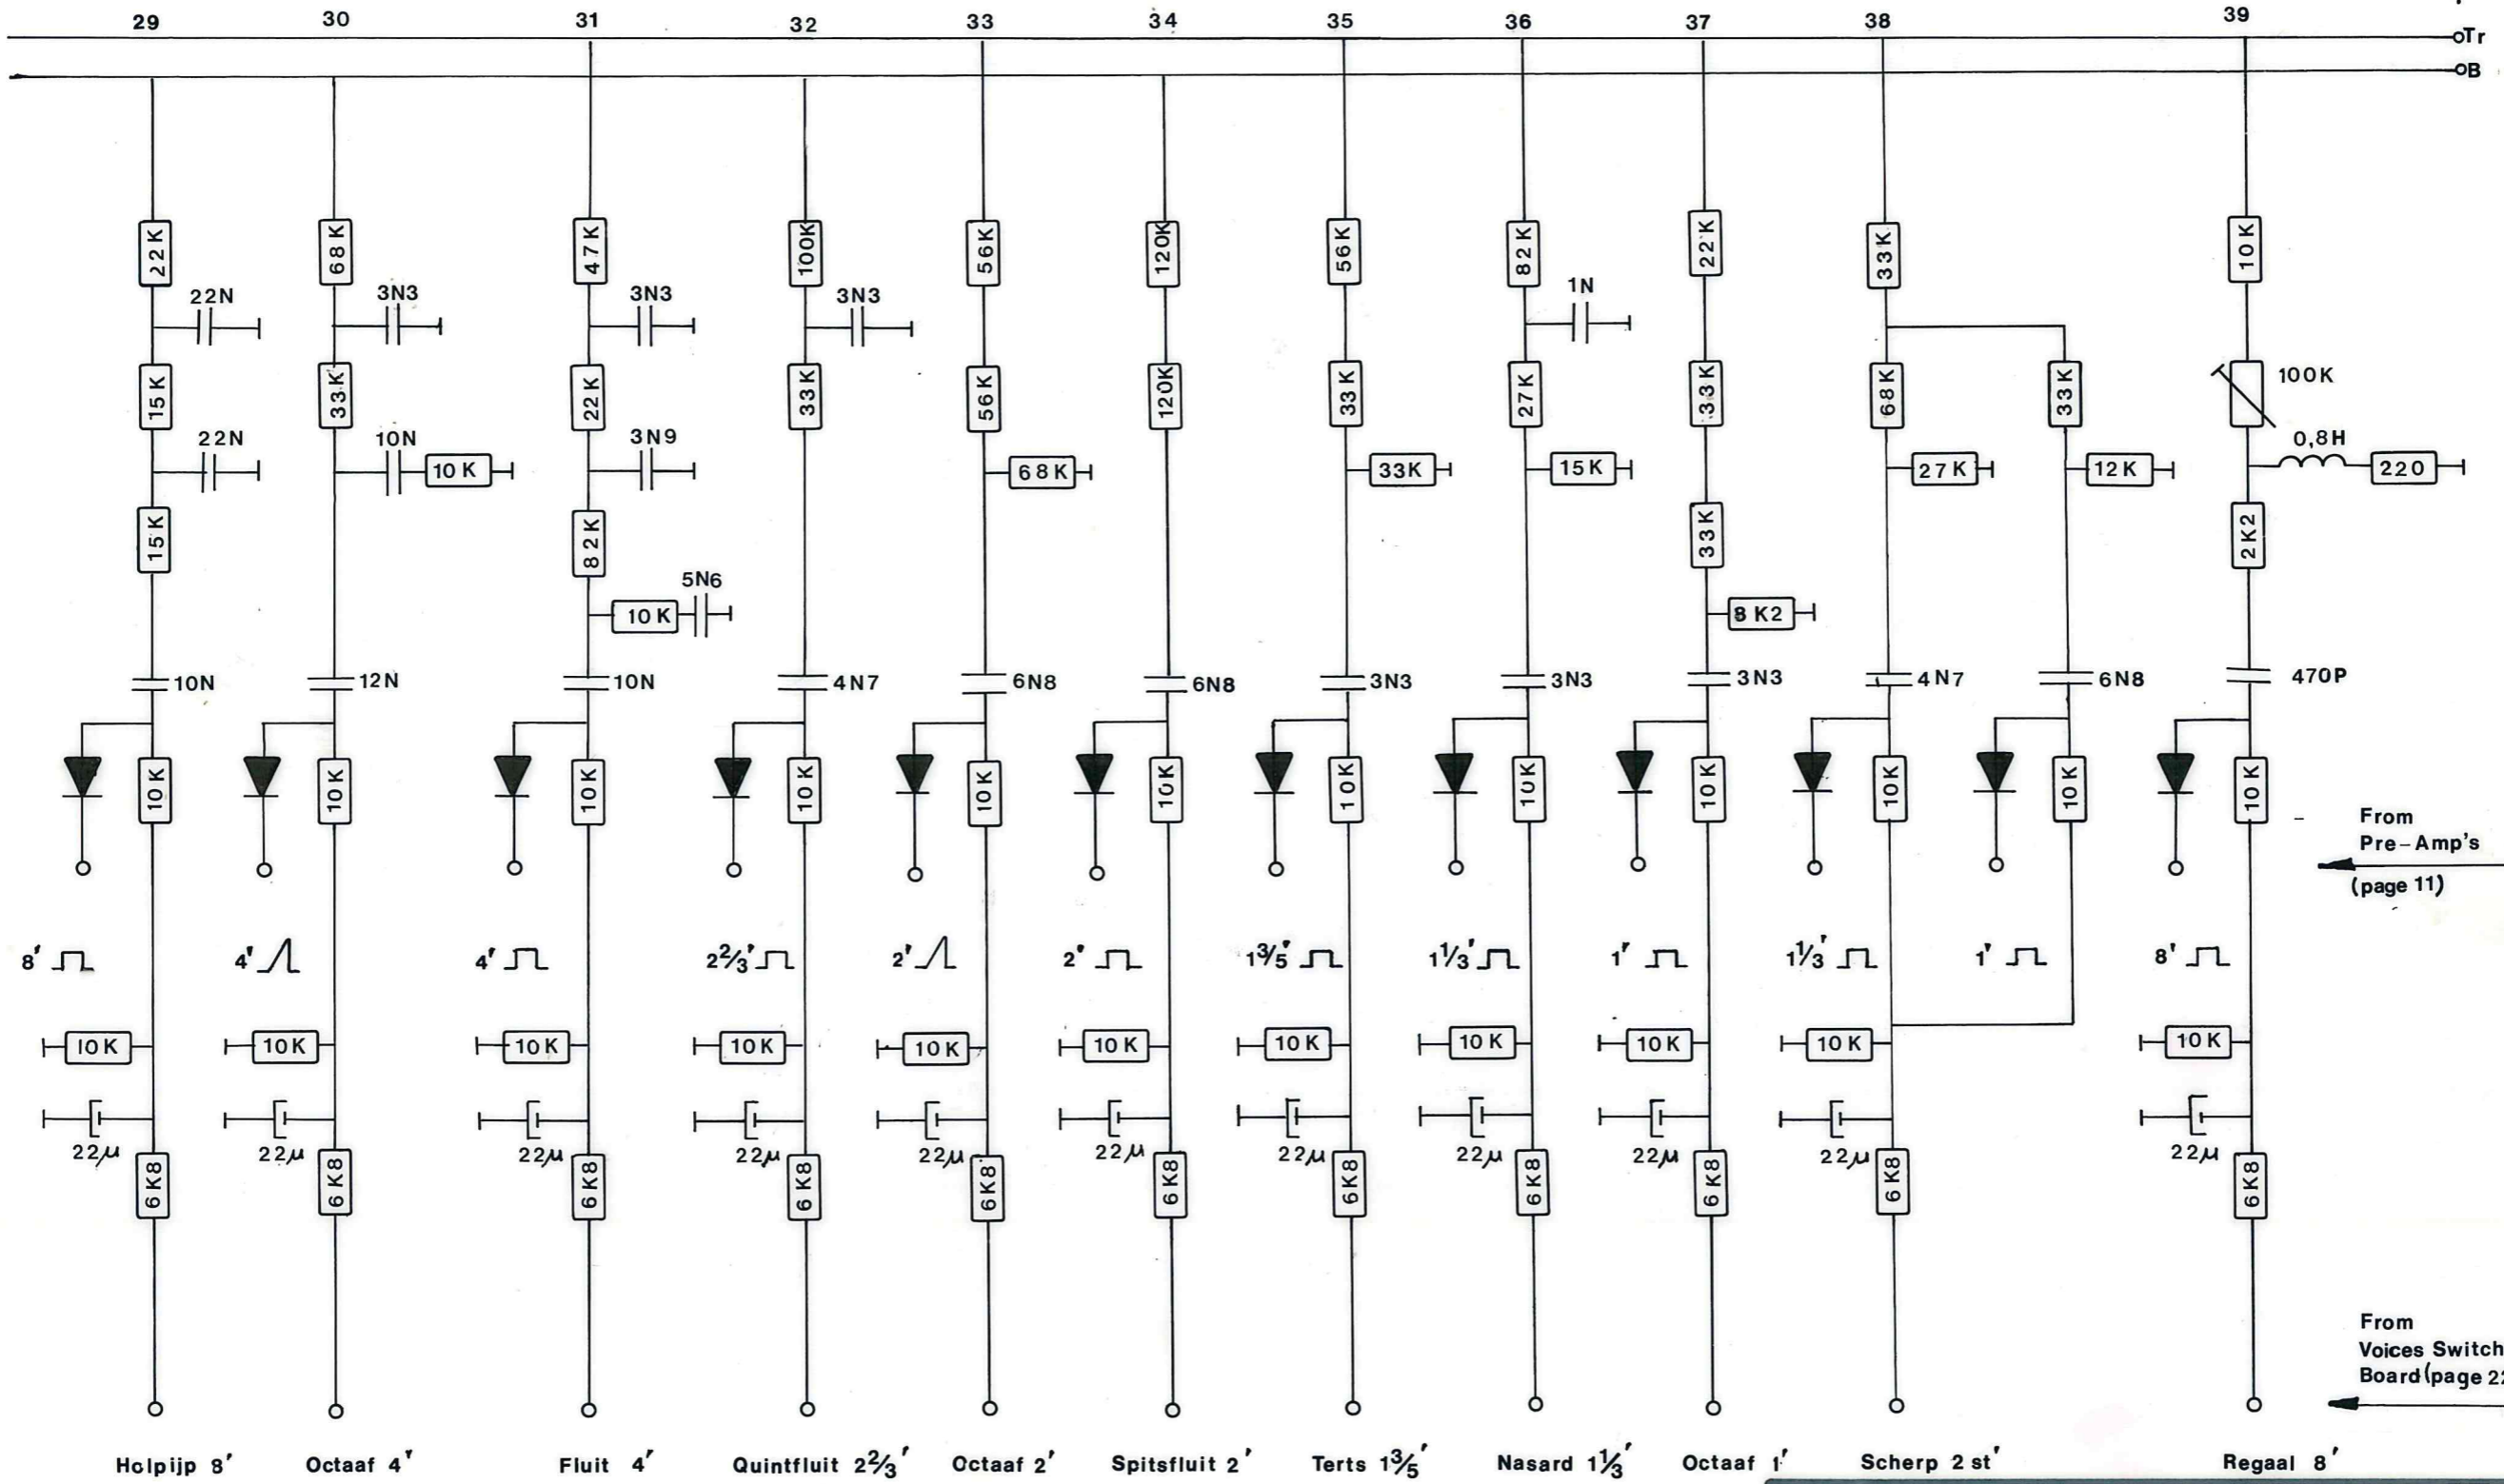 29 30 31 32 33 34 35 36 37 38 39
Tr
B
22K 68K 47K 100K 56K 120K 56K 82K 22K 33K 10K
22N 3N3 3N3 3N3 1N
15K 33K 22K 33K 56K 120K 33K 27K 33K 68K 33K 100K
22N 10N 3N9 0,8H
10K 68K 33K 15K 27K 12K 220
15K 82K 33K 2K2
5N6
10K 8K2
10N 12N 10N 4N7 6N8 6N8 3N3 3N3 3N3 4N7 6N8 470P
10K 10K 10K 10K 10K 10K 10K 10K 10K 10K 10K 10K
From
Pre-Amp's
(page 11)
8' 4' 4' 2⅔' 2' 2' 1⅗' 1⅓' 1' 1⅓' 1' 8'
10K 10K 10K 10K 10K 10K 10K 10K 10K 10K 10K
22μ 22μ 22μ 22μ 22μ 22μ 22μ 22μ 22μ 22μ 22μ
6K8 6K8 6K8 6K8 6K8 6K8 6K8 6K8 6K8 6K8 6K8
From
Voices Switch
Board (page 22
Holpijp 8' Octaaf 4' Fluit 4' Quintfluit 2⅔' Octaaf 2' Spitsfluit 2' Terts 1⅗' Nasard 1⅓' Octaaf 1' Scherp 2 st' Regaal 8'